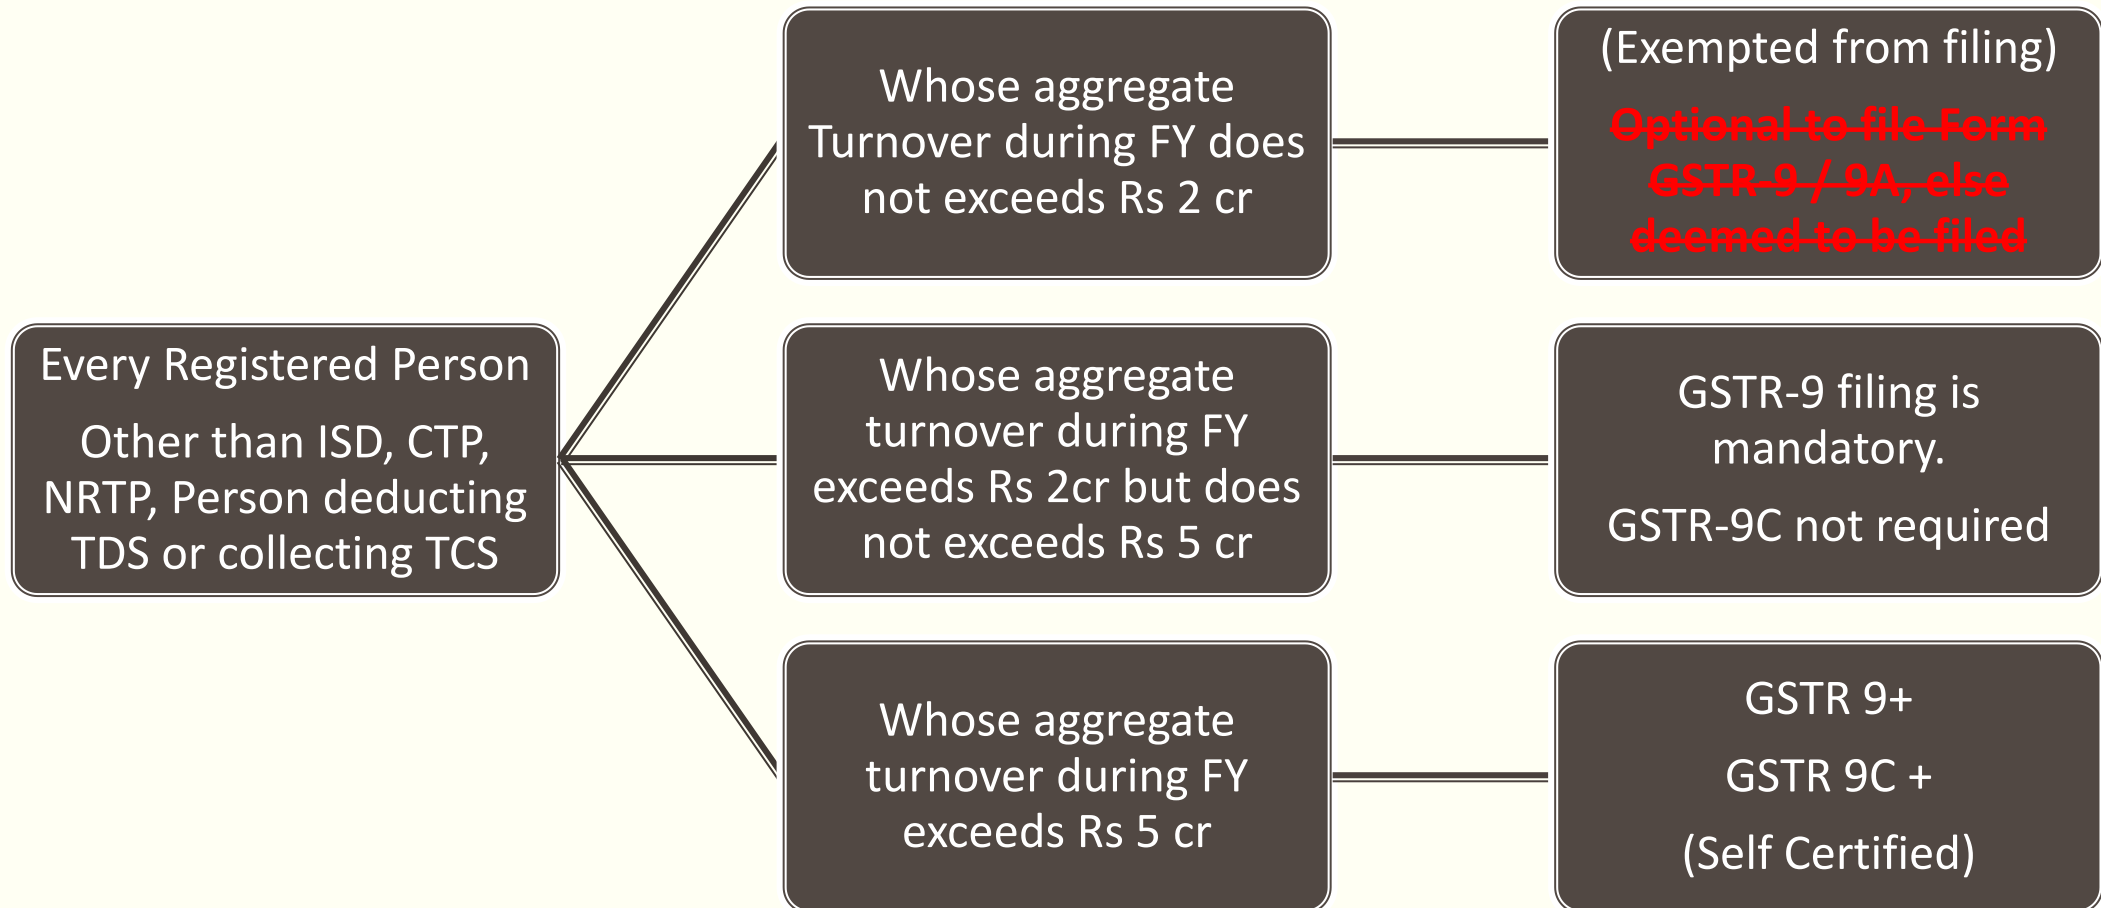 Every Registered Person
Other than ISD, CTP,
NRTP, Person deducting
TDS or collecting TCS
Whose aggregate
Turnover during FY does
not exceeds Rs 2 cr
(Exempted from filing)
Optional to file Form
GSTR-9 / 9A, else
deemed to be filed
Whose aggregate
turnover during FY
exceeds Rs 2cr but does
not exceeds Rs 5 cr
GSTR-9 filing is
mandatory.
GSTR-9C not required
Whose aggregate
turnover during FY
exceeds Rs 5 cr
GSTR 9+
GSTR 9C +
(Self Certified)